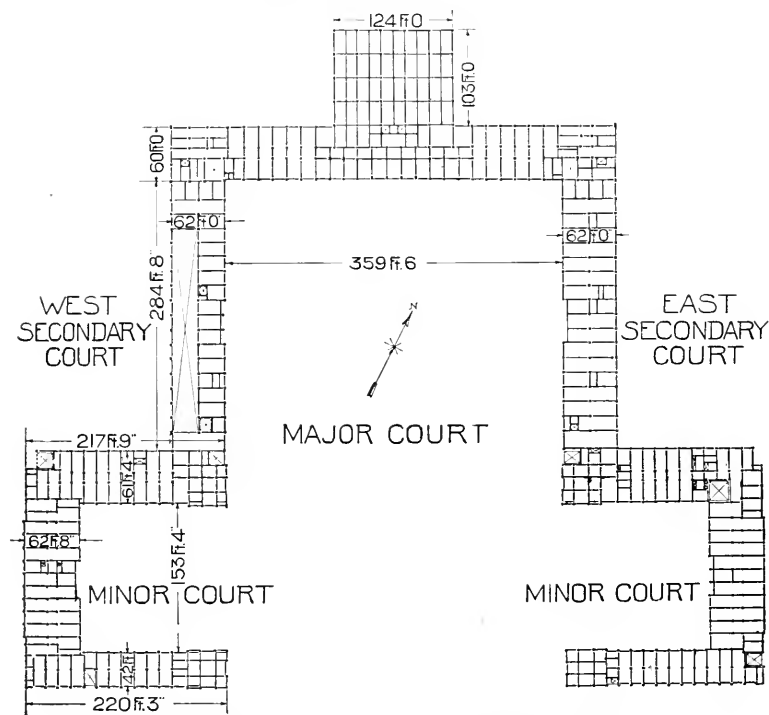 124 ft 0
103 ft 0
60 ft 0
62 ft 0"
62 ft 0"
284 ft. 8"
359 ft. 6
N
WEST
SECONDARY
COURT
EAST
SECONDARY
COURT
MAJOR COURT
217 ft. 9"
61 ft. 4"
62 ft. 8"
153 ft. 4"
MINOR COURT
MINOR COURT
42 ft.
220 ft. 3"